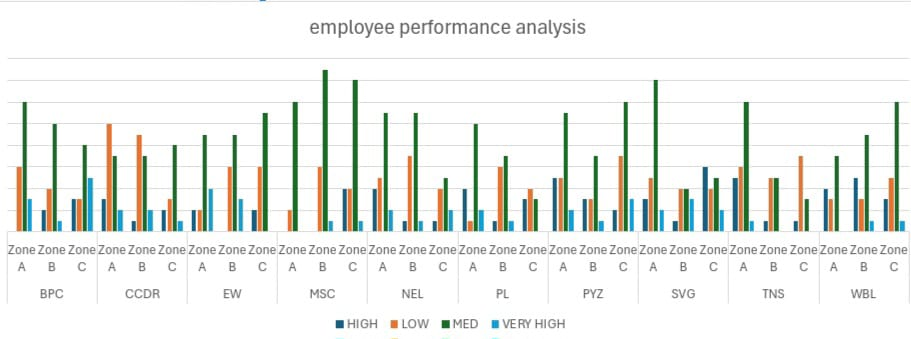 employee performance analysis
Zone A Zone B Zone C Zone A Zone B Zone C Zone A Zone B Zone C Zone A Zone B Zone C Zone A Zone B Zone C Zone A Zone B Zone C Zone A Zone B Zone C Zone A Zone B Zone C Zone A Zone B Zone C Zone A Zone B Zone C
BPC CCDR EW MSC NEL PL PYZ SVG TNS WBL
HIGH LOW MED VERY HIGH